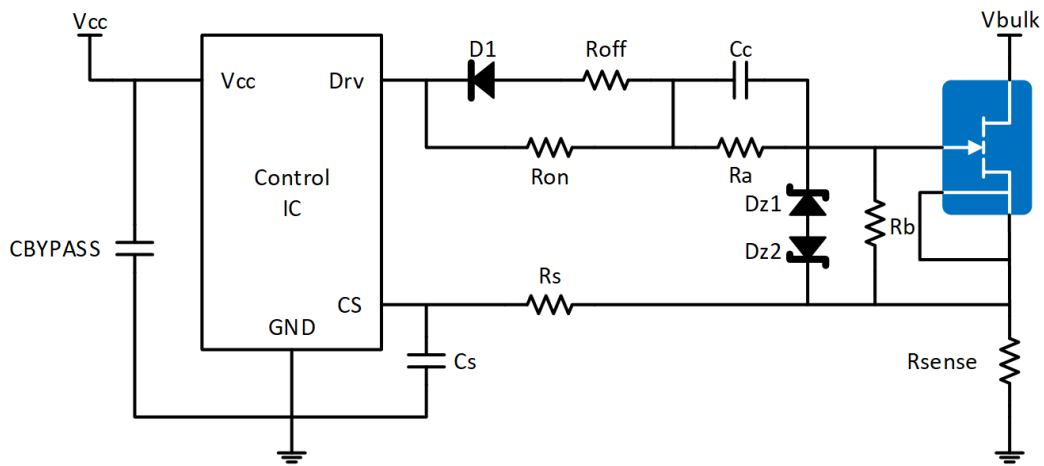 Vcc
Vbulk
D1
Roff
Cc
Vcc
Drv
Control
IC
Ron
Ra
Dz1
Rb
CBYPASS
Dz2
Rs
CS
GND
Cs
Rsense